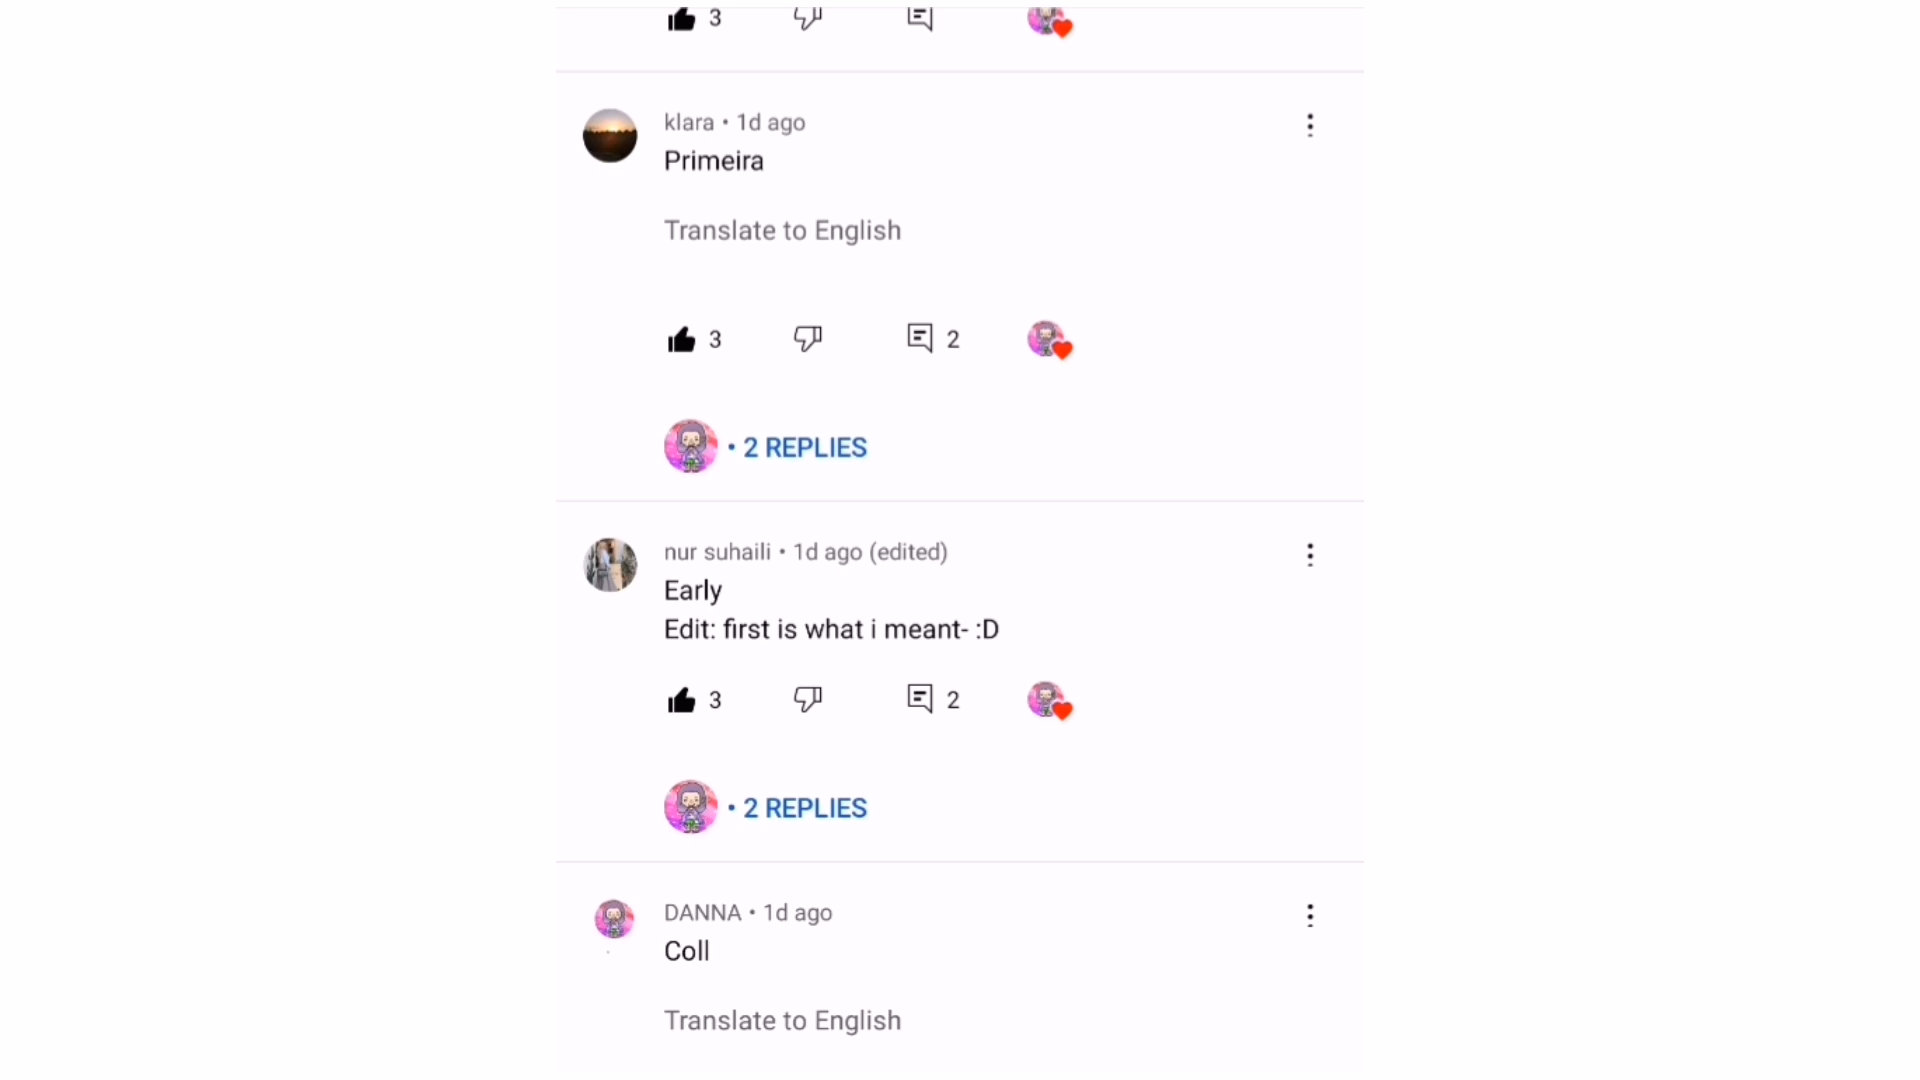 3
klara • 1d ago
Primeira
Translate to English
3 2
• 2 REPLIES
nur suhaili • 1d ago (edited)
Early
Edit: first is what i meant- :D
3 2
• 2 REPLIES
DANNA • 1d ago
Coll
Translate to English